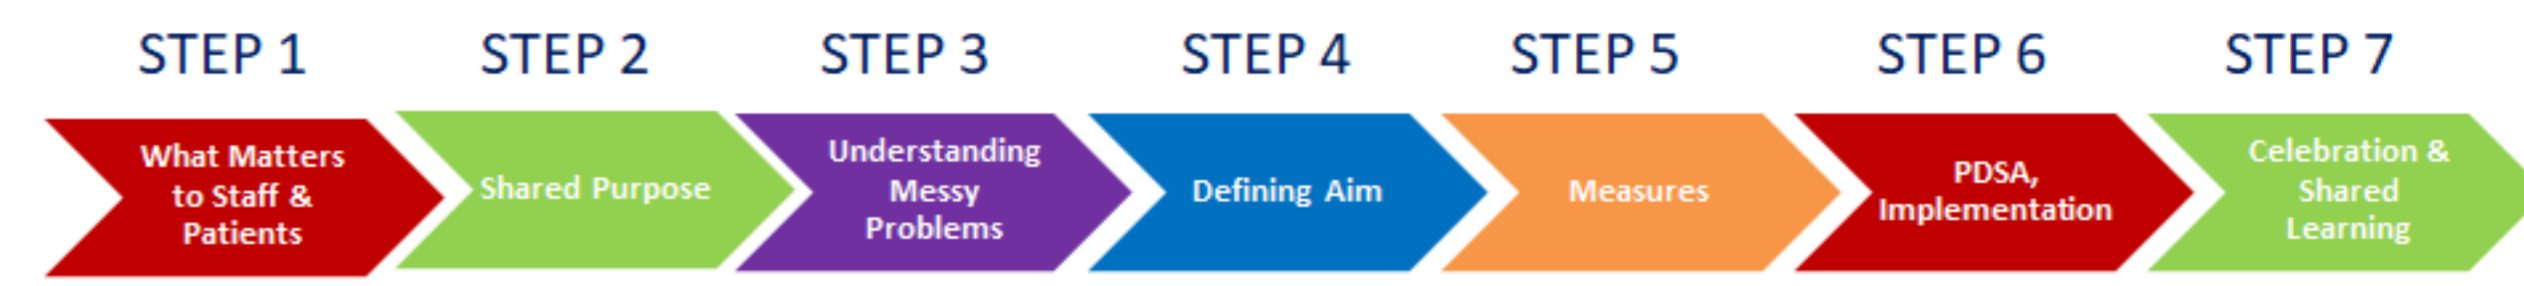 STEP 1
STEP 2
STEP 3
STEP 4
STEP 5
STEP 6
STEP 7
What Matters
to Staff &
Patients
Shared Purpose
Understanding
Messy
Problems
Defining Aim
Measures
PDSA,
Implementation
Celebration &
Shared
Learning